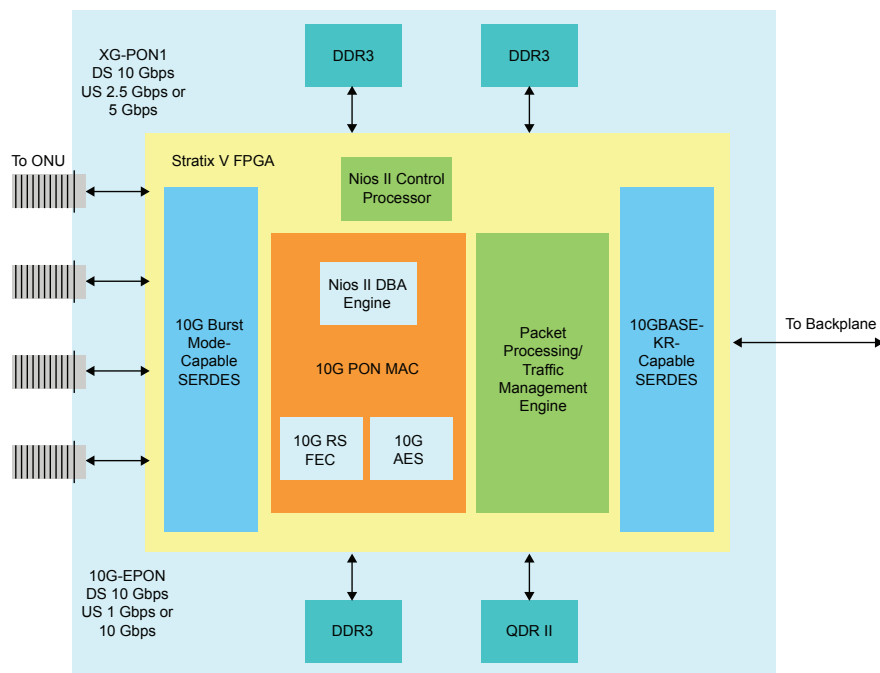 XG-PON1
DS 10 Gbps
US 2.5 Gbps or
5 Gbps
DDR3
DDR3
To ONU
Stratix V FPGA
Nios II Control
Processor
10G Burst
Mode-
Capable
SERDES
Nios II DBA
Engine
10G PON MAC
10G RS
FEC
10G
AES
Packet
Processing/
Traffic
Management
Engine
10GBASE-
KR-
Capable
SERDES
To Backplane
10G-EPON
DS 10 Gbps
US 1 Gbps or
10 Gbps
DDR3
QDR II